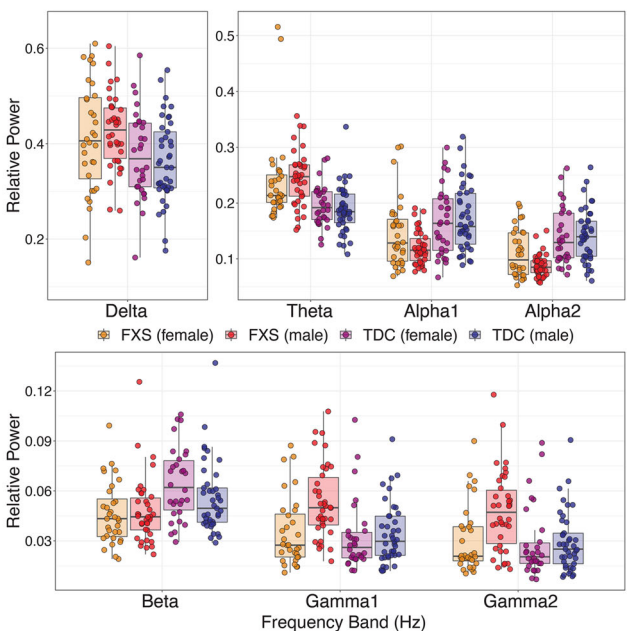 Relative Power
0.6
0.4
0.2
0.5
0.4
0.3
0.2
0.1
Delta
Theta
Alpha1
Alpha2
FXS (female)
FXS (male)
TDC (female)
TDC (male)
Relative Power
0.12
0.09
0.06
0.03
Beta
Gamma1
Gamma2
Frequency Band (Hz)